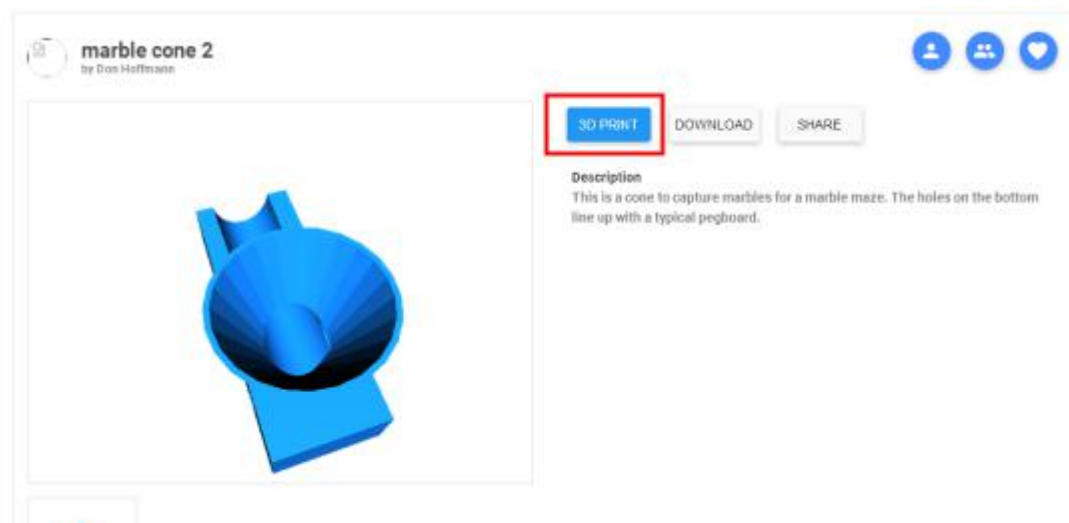 marble cone 2
by Don Hoffmann
3D PRINT
DOWNLOAD
SHARE
Description
This is a cone to capture marbles for a marble maze. The holes on the bottom
line up with a typical pegboard.